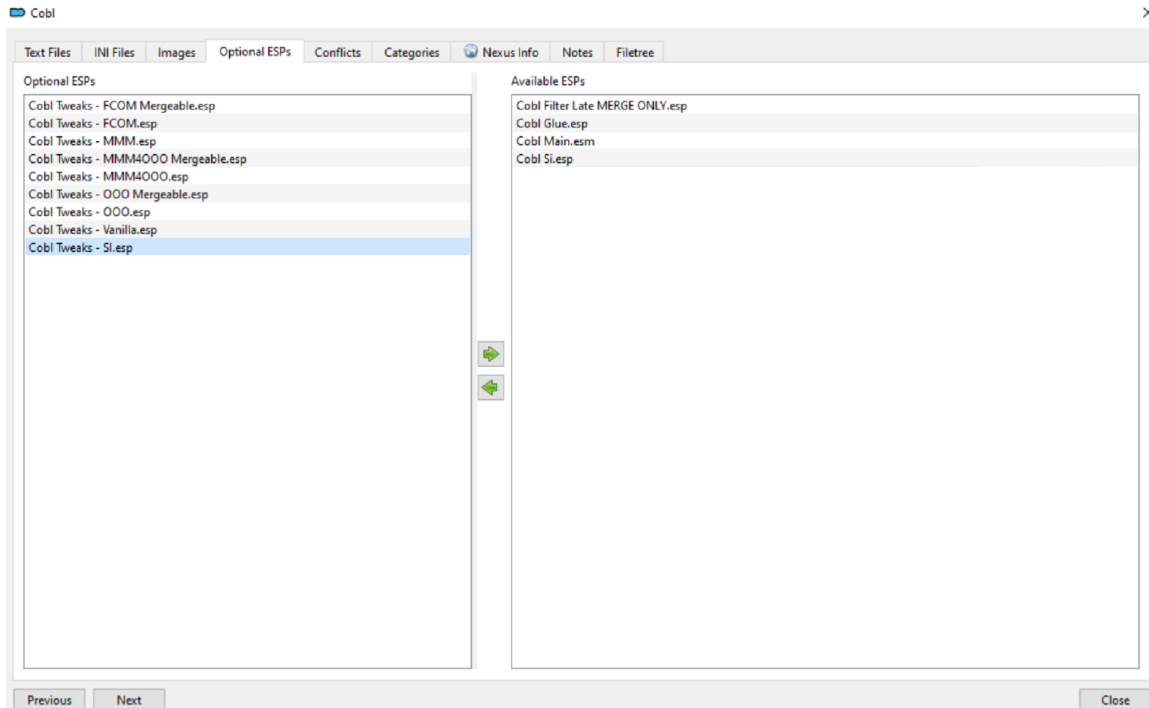 Cobl
Text Files INI Files Images Optional ESPs Conflicts Categories Nexus Info Notes Filetree
Optional ESPs
Cobl Tweaks - FCOM Mergeable.esp
Cobl Tweaks - FCOM.esp
Cobl Tweaks - MMM.esp
Cobl Tweaks - MMM4OOO Mergeable.esp
Cobl Tweaks - MMM4OOO.esp
Cobl Tweaks - OOO Mergeable.esp
Cobl Tweaks - OOO.esp
Cobl Tweaks - Vanilla.esp
Cobl Tweaks - SI.esp
Available ESPs
Cobl Filter Late MERGE ONLY.esp
Cobl Glue.esp
Cobl Main.esm
Cobl Si.esp
Previous Next Close